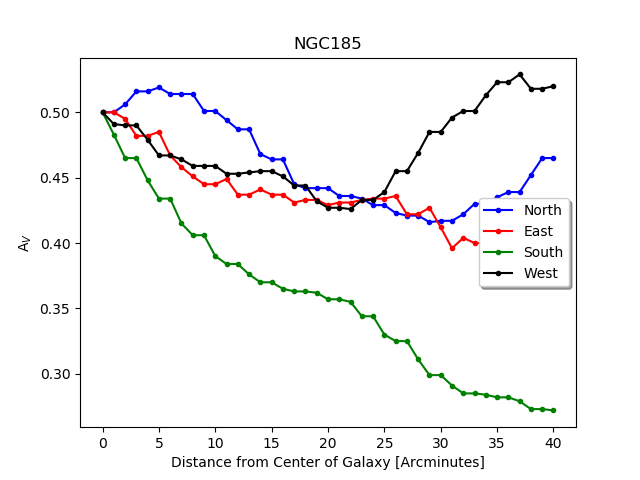 NGC185
0.50
0.45
0.40
0.35
0.30
A_V
North
East
South
West
0 5 10 15 20 25 30 35 40
Distance from Center of Galaxy [Arcminutes]